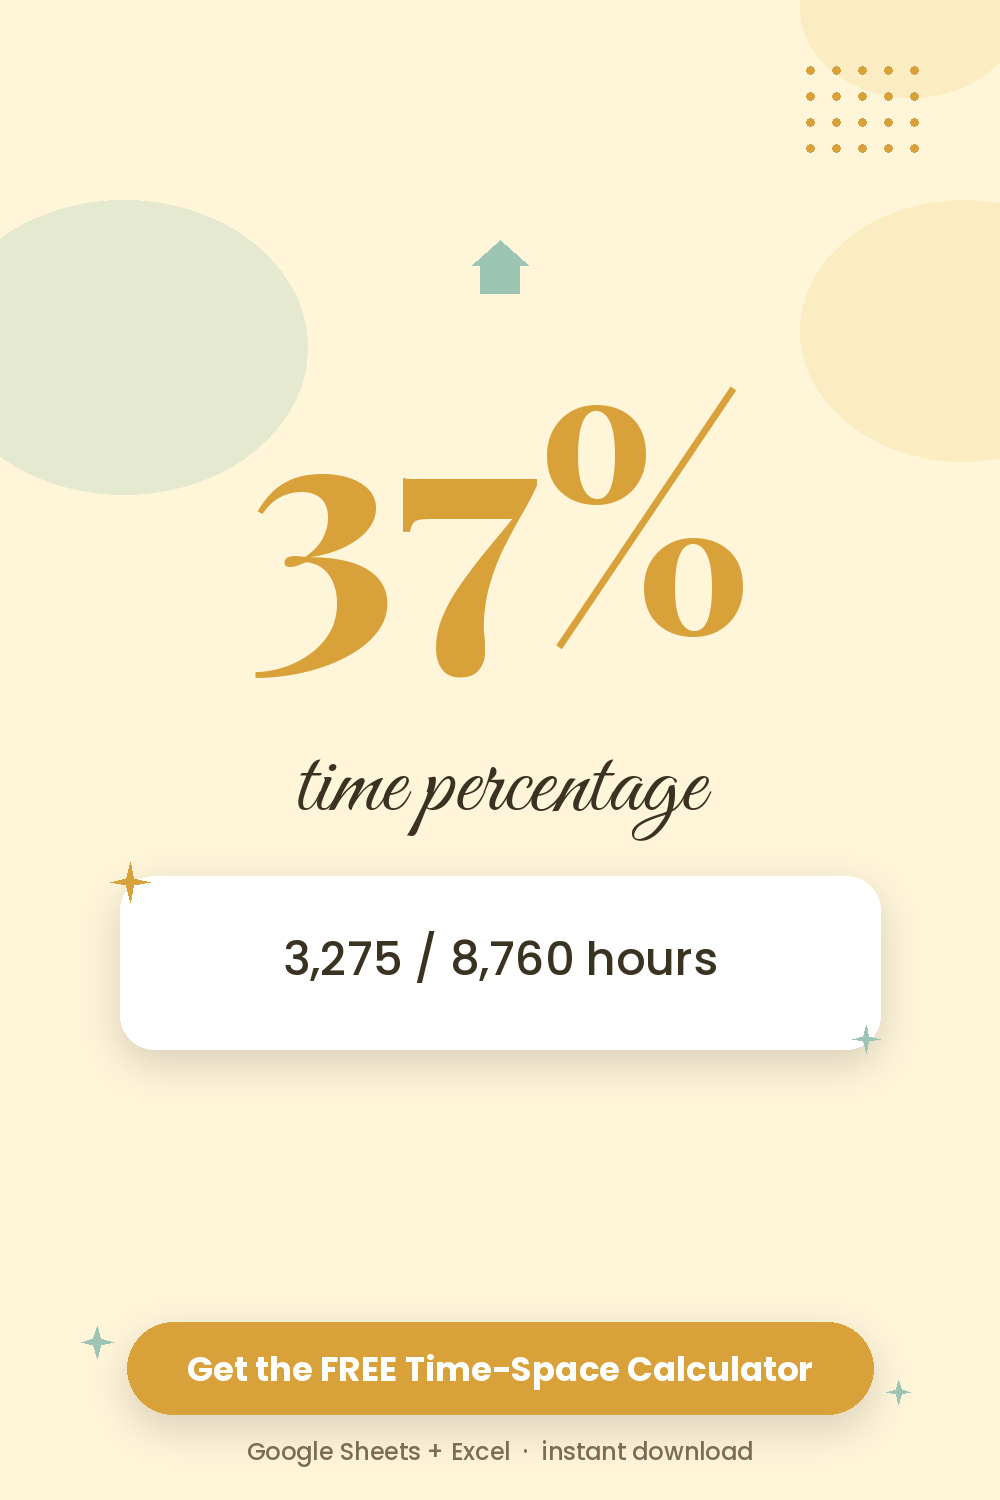 37%
time percentage
3,275 / 8,760 hours
Get the FREE Time-Space Calculator
Google Sheets + Excel · instant download